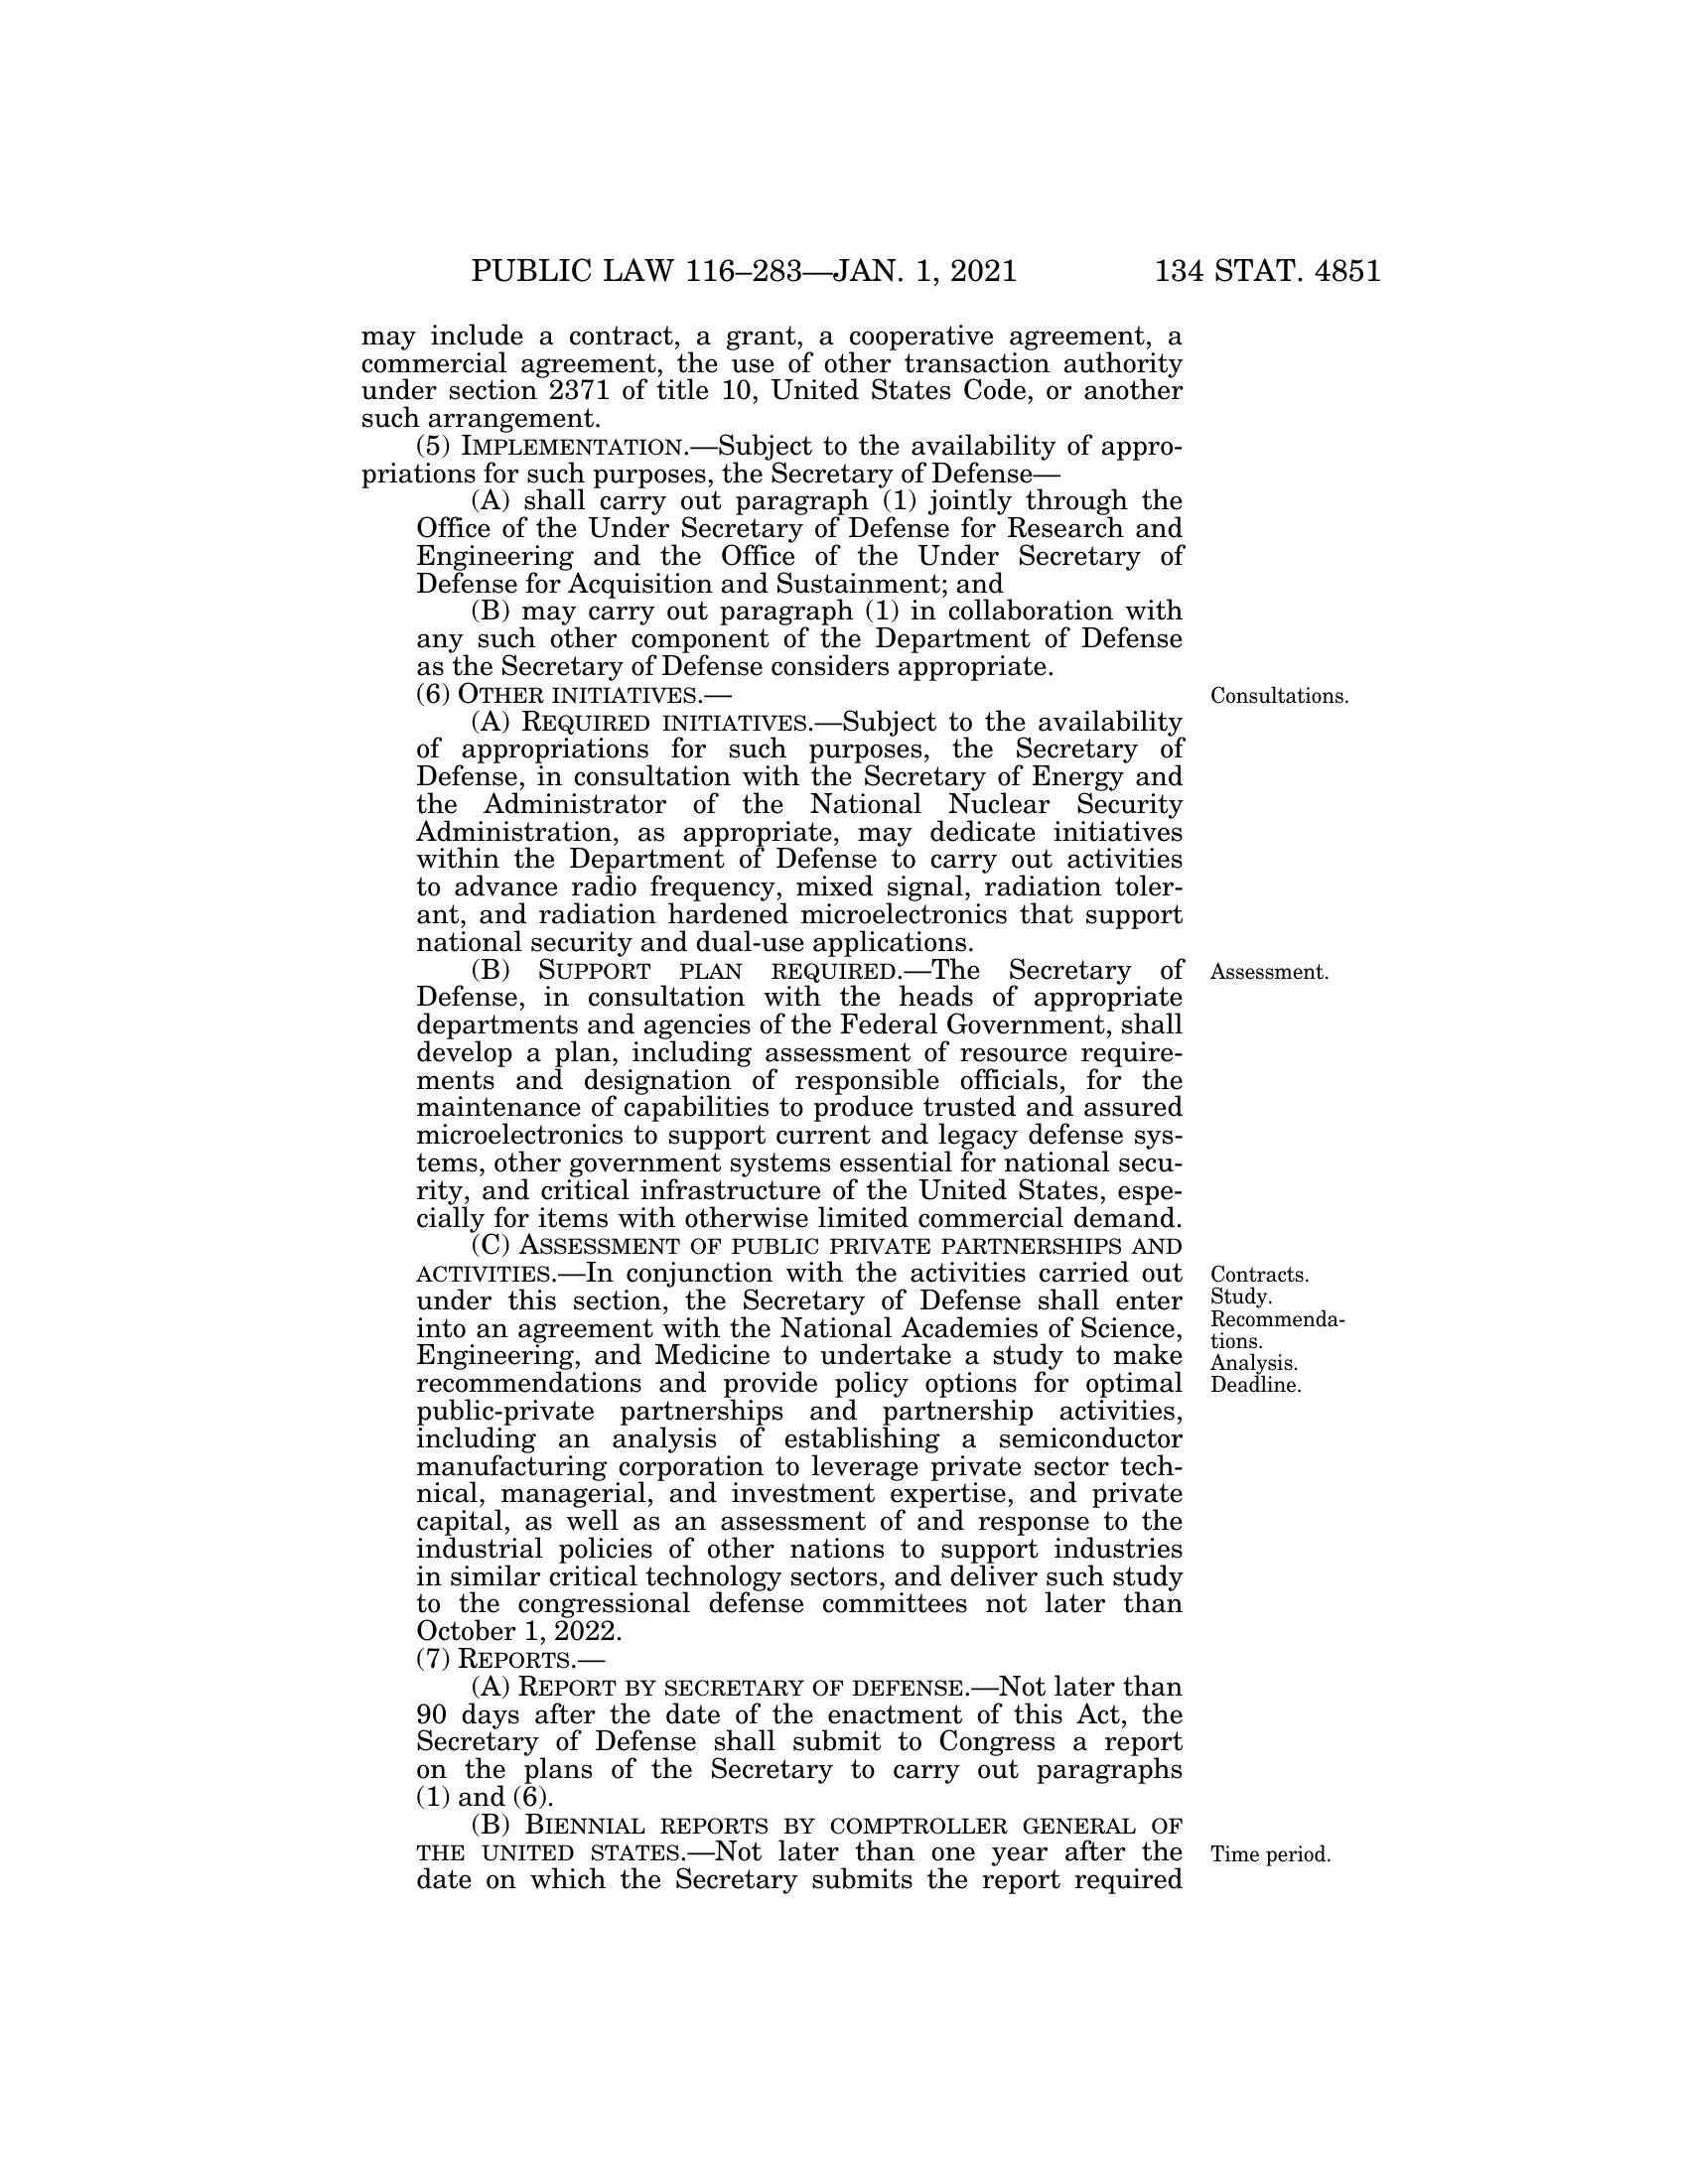 PUBLIC LAW 116–283—JAN. 1, 2021 134 STAT. 4851
may include a contract, a grant, a cooperative agreement, a
commercial agreement, the use of other transaction authority
under section 2371 of title 10, United States Code, or another
such arrangement.
(5) IMPLEMENTATION.—Subject to the availability of appro-
priations for such purposes, the Secretary of Defense—
(A) shall carry out paragraph (1) jointly through the
Office of the Under Secretary of Defense for Research and
Engineering and the Office of the Under Secretary of
Defense for Acquisition and Sustainment; and
(B) may carry out paragraph (1) in collaboration with
any such other component of the Department of Defense
as the Secretary of Defense considers appropriate.
(6) OTHER INITIATIVES.—
Consultations.
(A) REQUIRED INITIATIVES.—Subject to the availability
of appropriations for such purposes, the Secretary of
Defense, in consultation with the Secretary of Energy and
the Administrator of the National Nuclear Security
Administration, as appropriate, may dedicate initiatives
within the Department of Defense to carry out activities
to advance radio frequency, mixed signal, radiation toler-
ant, and radiation hardened microelectronics that support
national security and dual-use applications.
(B) SUPPORT PLAN REQUIRED.—The Secretary of
Assessment.
Defense, in consultation with the heads of appropriate
departments and agencies of the Federal Government, shall
develop a plan, including assessment of resource require-
ments and designation of responsible officials, for the
maintenance of capabilities to produce trusted and assured
microelectronics to support current and legacy defense sys-
tems, other government systems essential for national secu-
rity, and critical infrastructure of the United States, espe-
cially for items with otherwise limited commercial demand.
(C) ASSESSMENT OF PUBLIC PRIVATE PARTNERSHIPS AND
ACTIVITIES.—In conjunction with the activities carried out
under this section, the Secretary of Defense shall enter
into an agreement with the National Academies of Science,
Engineering, and Medicine to undertake a study to make
recommendations and provide policy options for optimal
public-private partnerships and partnership activities,
including an analysis of establishing a semiconductor
manufacturing corporation to leverage private sector tech-
nical, managerial, and investment expertise, and private
capital, as well as an assessment of and response to the
industrial policies of other nations to support industries
in similar critical technology sectors, and deliver such study
to the congressional defense committees not later than
October 1, 2022.
Contracts.
Study.
Recommenda-
tions.
Analysis.
Deadline.
(7) REPORTS.—
(A) REPORT BY SECRETARY OF DEFENSE.—Not later than
90 days after the date of the enactment of this Act, the
Secretary of Defense shall submit to Congress a report
on the plans of the Secretary to carry out paragraphs
(1) and (6).
(B) BIENNIAL REPORTS BY COMPTROLLER GENERAL OF
THE UNITED STATES.—Not later than one year after the
Time period.
date on which the Secretary submits the report required